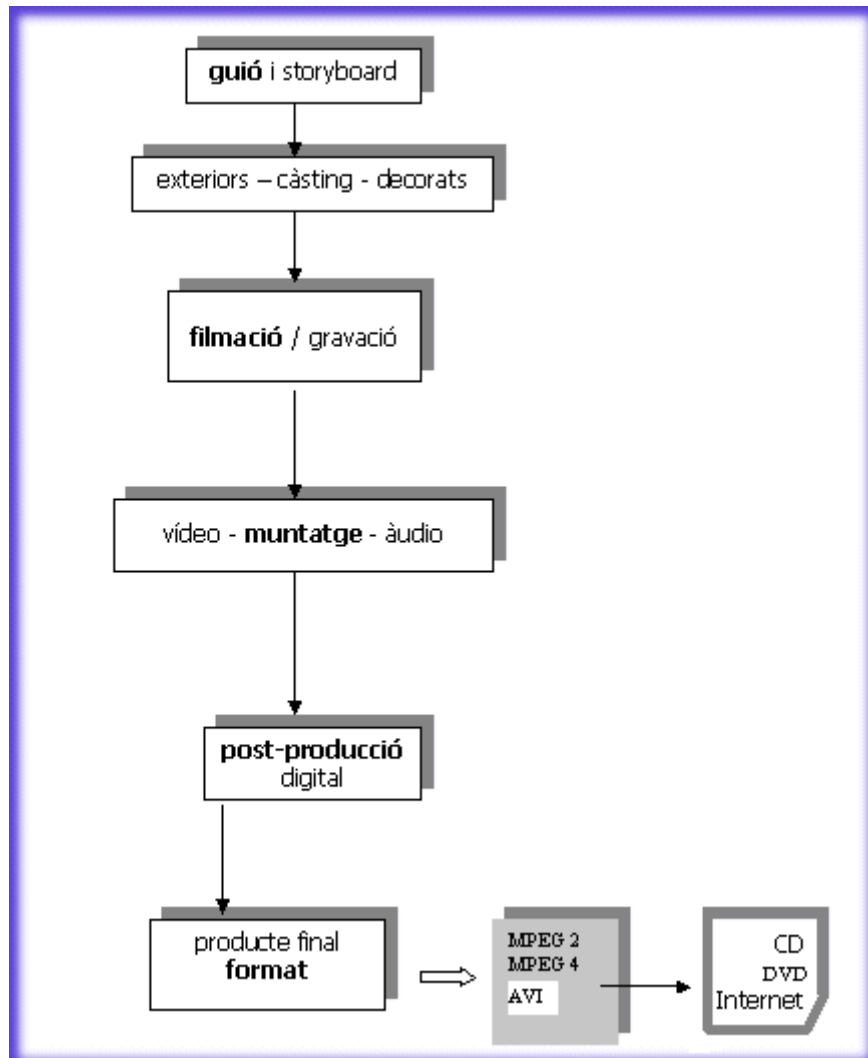 guió i storyboard
exteriors – càsting - decorats
filmació / gravació
vídeo - muntatge - àudio
post-producció
digital
producte final
format
MPEG 2
MPEG 4
AVI
CD
DVD
Internet